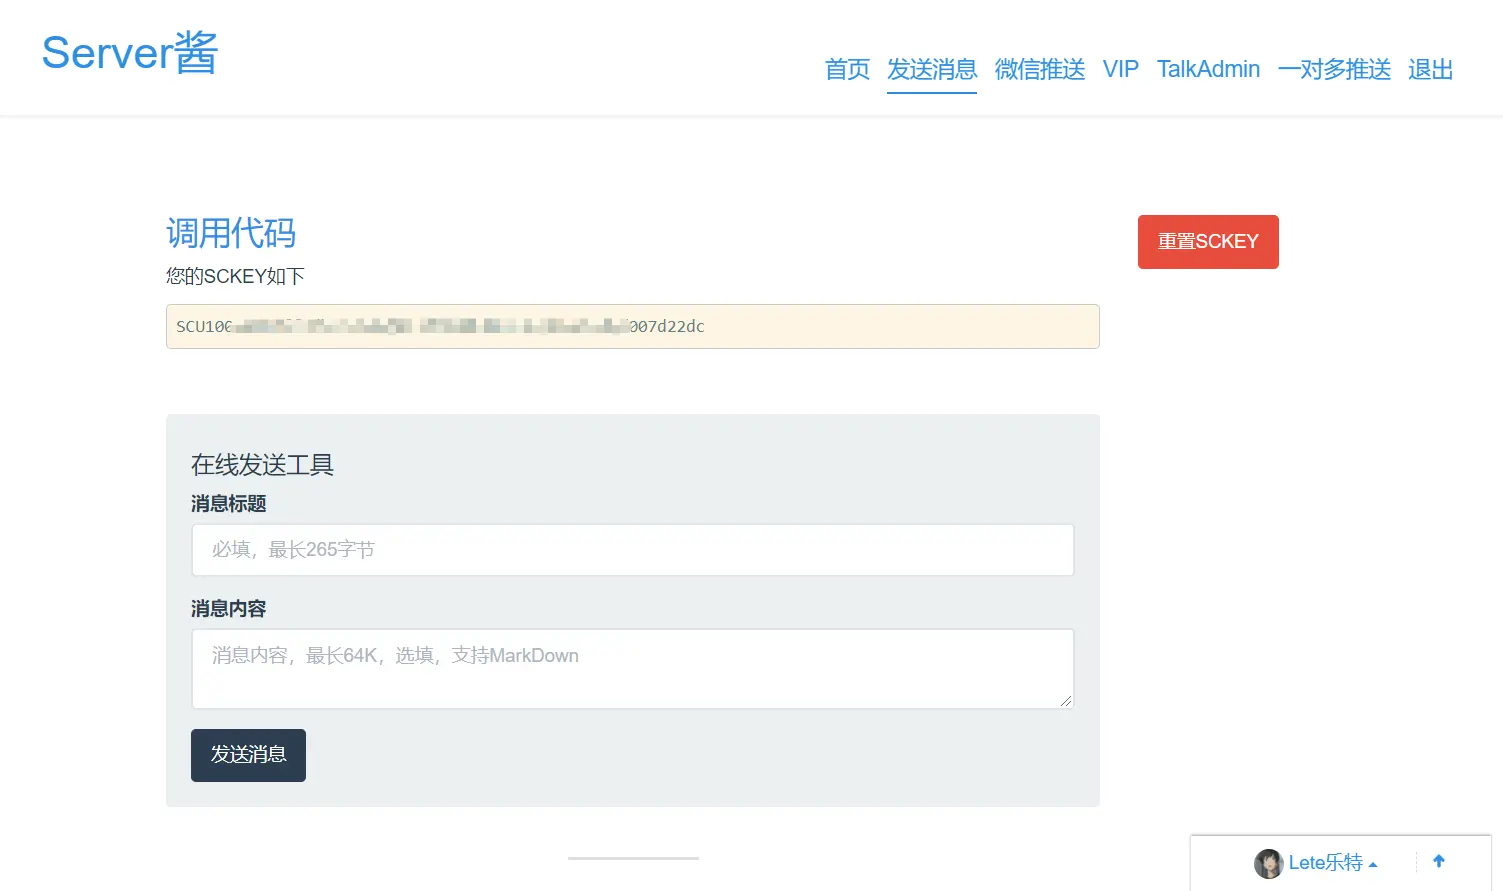 Server酱
首页 发送消息 微信推送 VIP TalkAdmin 一对多推送 退出
调用代码
重置SCKEY
您的SCKEY如下
SCU100 007d22dc
在线发送工具
消息标题
必填，最长265字节
消息内容
消息内容，最长64K，选填，支持MarkDown
发送消息
Lete乐特